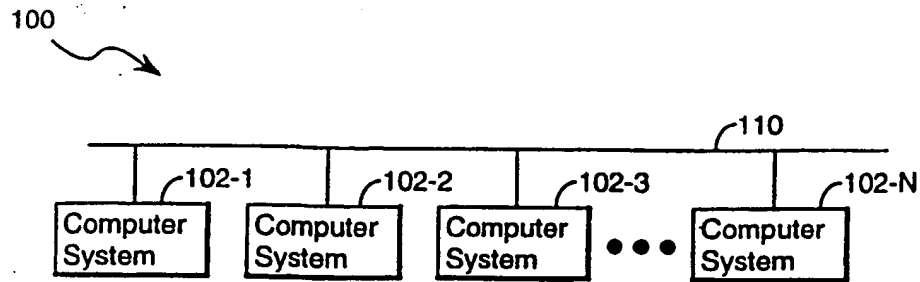 100
110
102-1
102-2
102-3
102-N
Computer
System
Computer
System
Computer
System
Computer
System